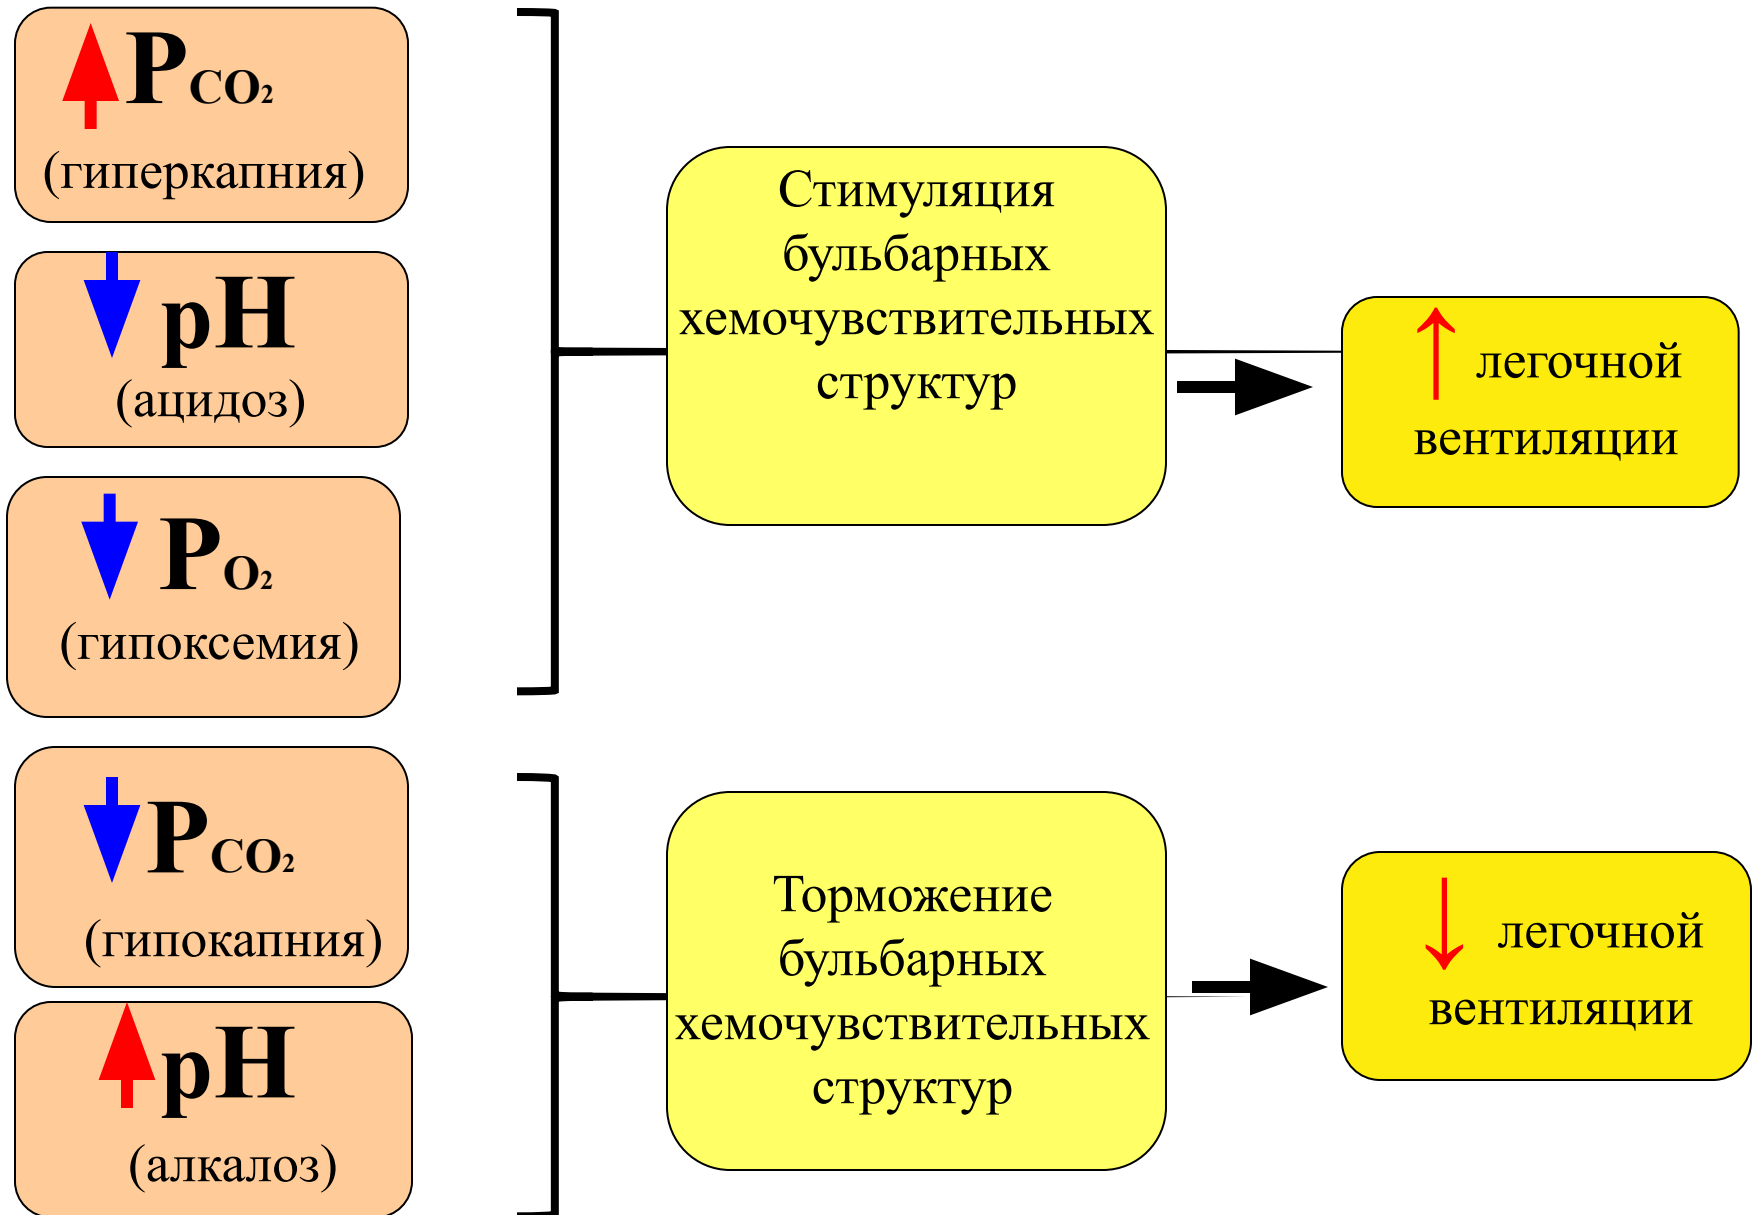 PCO₂
(гиперкапния)
pH
(ацидоз)
PO₂
(гипоксемия)
Стимуляция
бульбарных
хемочувствительных
структур
↑ легочной
вентиляции
PCO₂
(гипокапния)
pH
(алкалоз)
Торможение
бульбарных
хемочувствительных
структур
↓ легочной
вентиляции